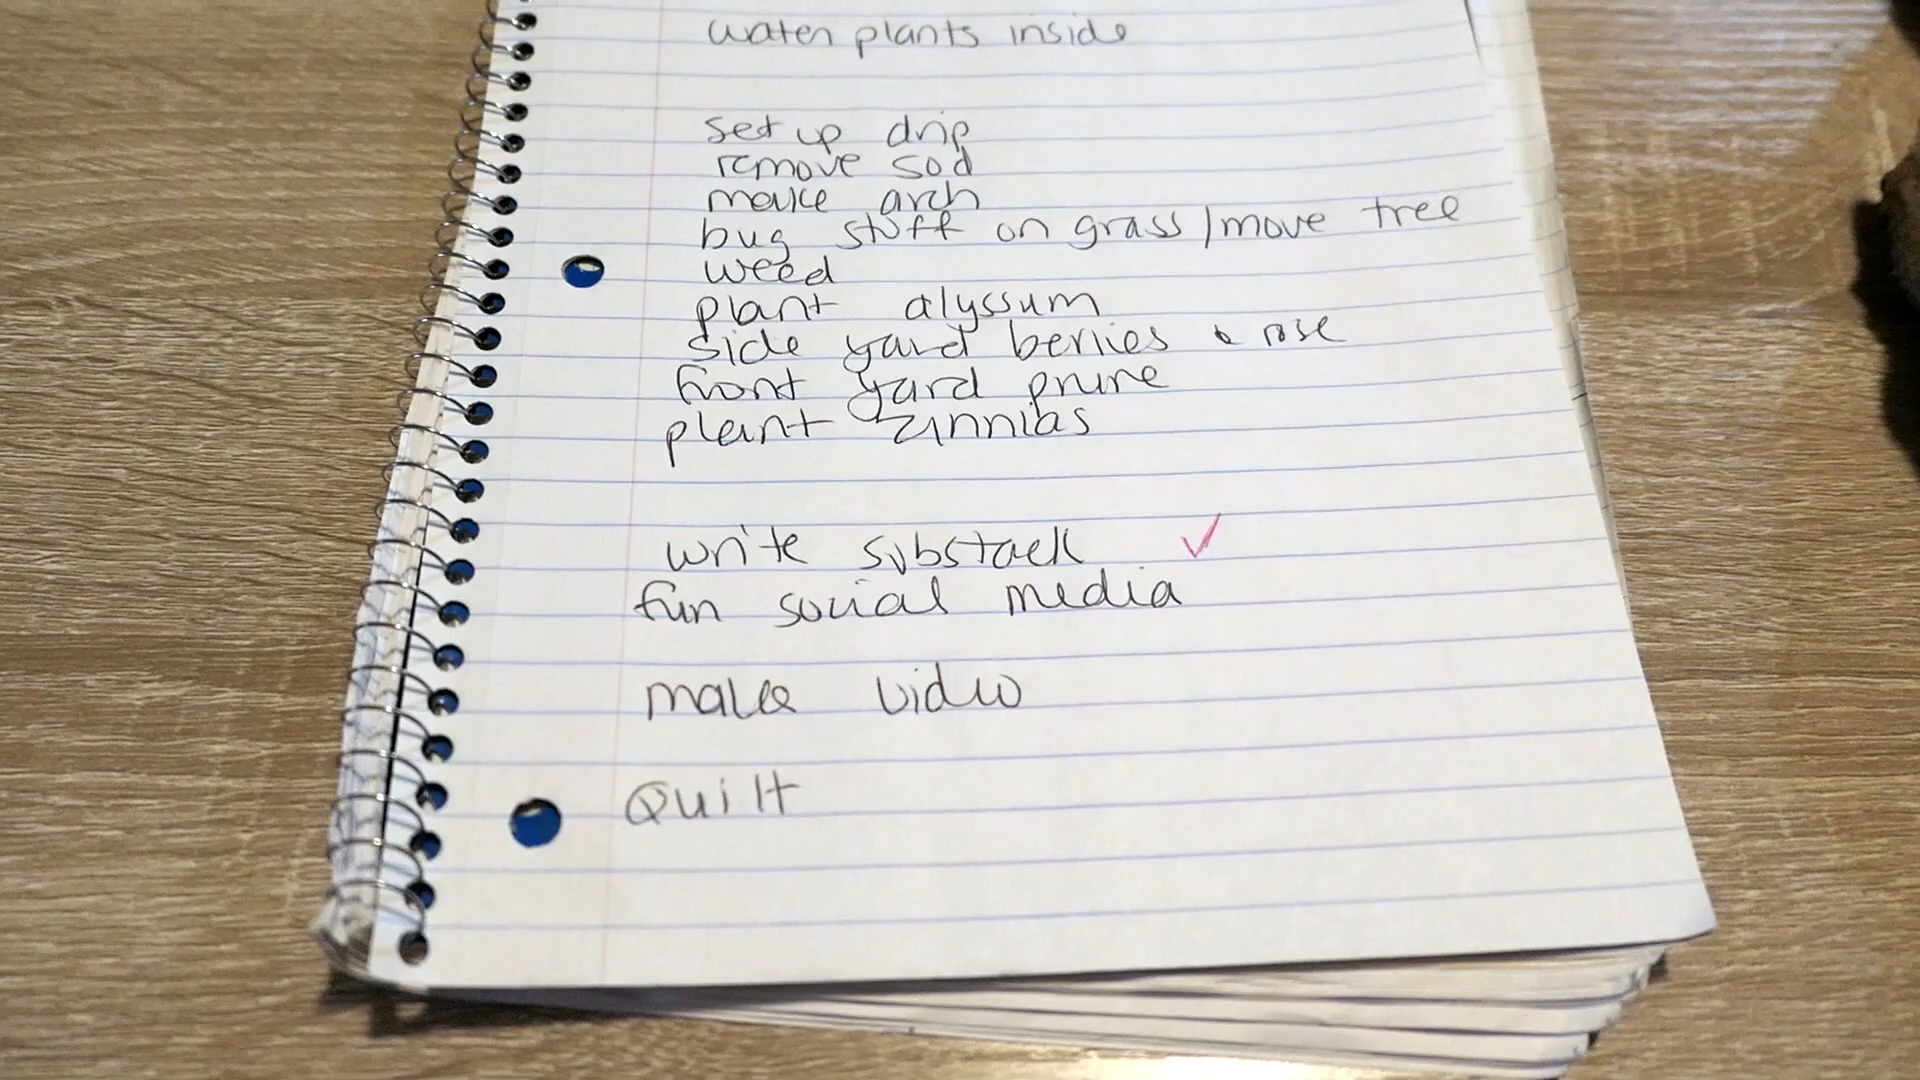 water plants inside
set up drip
remove sod
make arch
bug stuff on grass / move tree
weed
plant alyssum
side yard berries & rose
front yard prune
plant zinnias
write substack ✓
fun social media
make video
Quilt